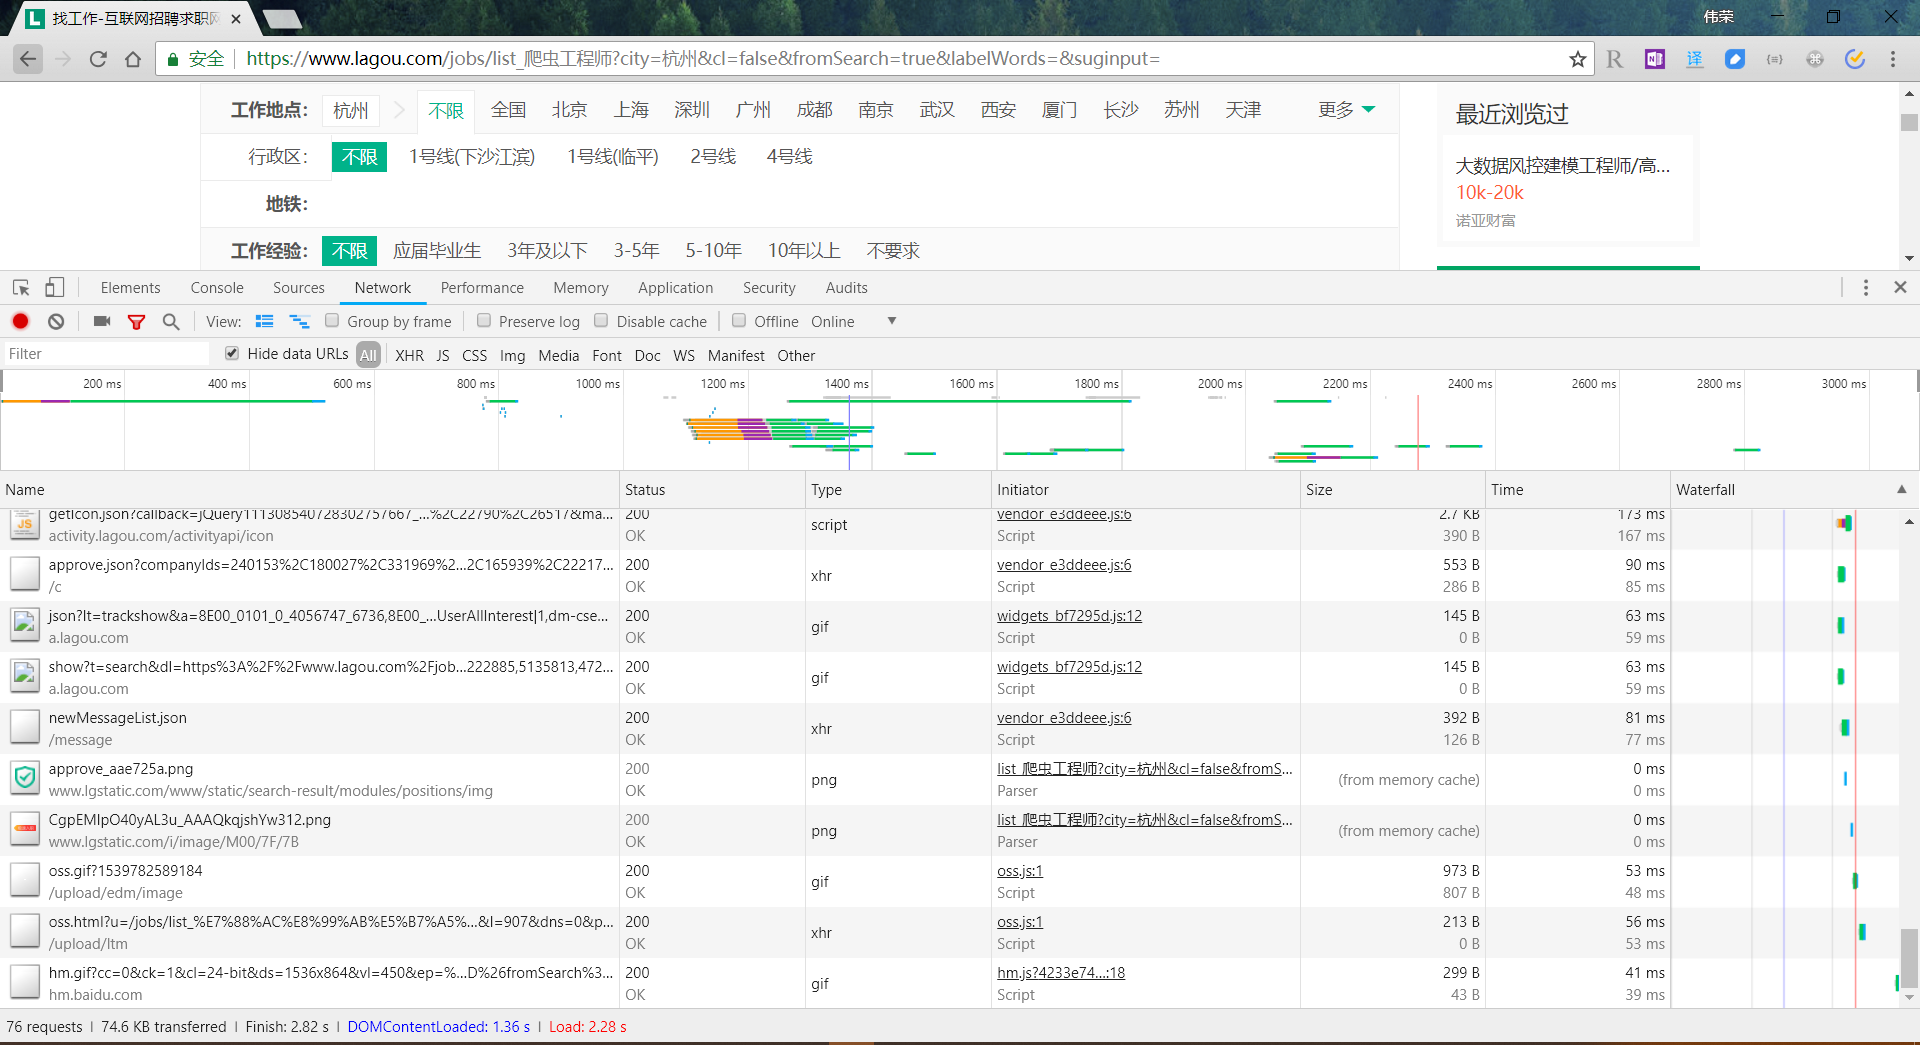 找工作-互联网招聘求职网
伟荣
安全 https://www.lagou.com/jobs/list_爬虫工程师?city=杭州&cl=false&fromSearch=true&labelWords=&suginput=
工作地点: 杭州 不限 全国 北京 上海 深圳 广州 成都 南京 武汉 西安 厦门 长沙 苏州 天津 更多
行政区: 不限 1号线(下沙江滨) 1号线(临平) 2号线 4号线
地铁:
工作经验: 不限 应届毕业生 3年及以下 3-5年 5-10年 10年以上 不要求
最近浏览过
大数据风控建模工程师/高...
10k-20k
诺亚财富
Elements Console Sources Network Performance Memory Application Security Audits
View: Group by frame Preserve log Disable cache Offline Online
Filter Hide data URLs All XHR JS CSS Img Media Font Doc WS Manifest Other
200 ms 400 ms 600 ms 800 ms 1000 ms 1200 ms 1400 ms 1600 ms 1800 ms 2000 ms 2200 ms 2400 ms 2600 ms 2800 ms 3000 ms
Name Status Type Initiator Size Time Waterfall
getIcon.json?callback=jQuery111308540728302757667_...%2C22790%2C26517&ma... 200 script vendor_e3ddeee.js:6 2.7 KB 173 ms
activity.lagou.com/activityapi/icon OK Script 390 B 167 ms
approve.json?companyIds=240153%2C180027%2C331969%2...2C165939%2C22217... 200 xhr vendor_e3ddeee.js:6 553 B 90 ms
/c OK Script 286 B 85 ms
json?lt=trackshow&a=8E00_0101_0_4056747_6736,8E00_...UserAllInterest|1,dm-cse... 200 gif widgets_bf7295d.js:12 145 B 63 ms
a.lagou.com OK Script 0 B 59 ms
show?t=search&dl=https%3A%2F%2Fwww.lagou.com%2Fjob...222885,5135813,472... 200 gif widgets_bf7295d.js:12 145 B 63 ms
a.lagou.com OK Script 0 B 59 ms
newMessageList.json 200 xhr vendor_e3ddeee.js:6 392 B 81 ms
/message OK Script 126 B 77 ms
approve_aae725a.png 200 png list_爬虫工程师?city=杭州&cl=false&fromS... (from memory cache) 0 ms
www.lgstatic.com/www/static/search-result/modules/positions/img OK Parser 0 ms
CgpEMlpO40yAL3u_AAAQkqjshYw312.png 200 png list_爬虫工程师?city=杭州&cl=false&fromS... (from memory cache) 0 ms
www.lgstatic.com/i/image/M00/7F/7B OK Parser 0 ms
oss.gif?1539782589184 200 gif oss.js:1 973 B 53 ms
/upload/edm/image OK Script 807 B 48 ms
oss.html?u=/jobs/list_%E7%88%AC%E8%99%AB%E5%B7%A5%...&l=907&dns=0&p... 200 xhr oss.js:1 213 B 56 ms
/upload/ltm OK Script 0 B 53 ms
hm.gif?cc=0&ck=1&cl=24-bit&ds=1536x864&vl=450&ep=%...D%26fromSearch%3... 200 gif hm.js?4233e74...:18 299 B 41 ms
hm.baidu.com OK Script 43 B 39 ms
76 requests | 74.6 KB transferred | Finish: 2.82 s | DOMContentLoaded: 1.36 s | Load: 2.28 s